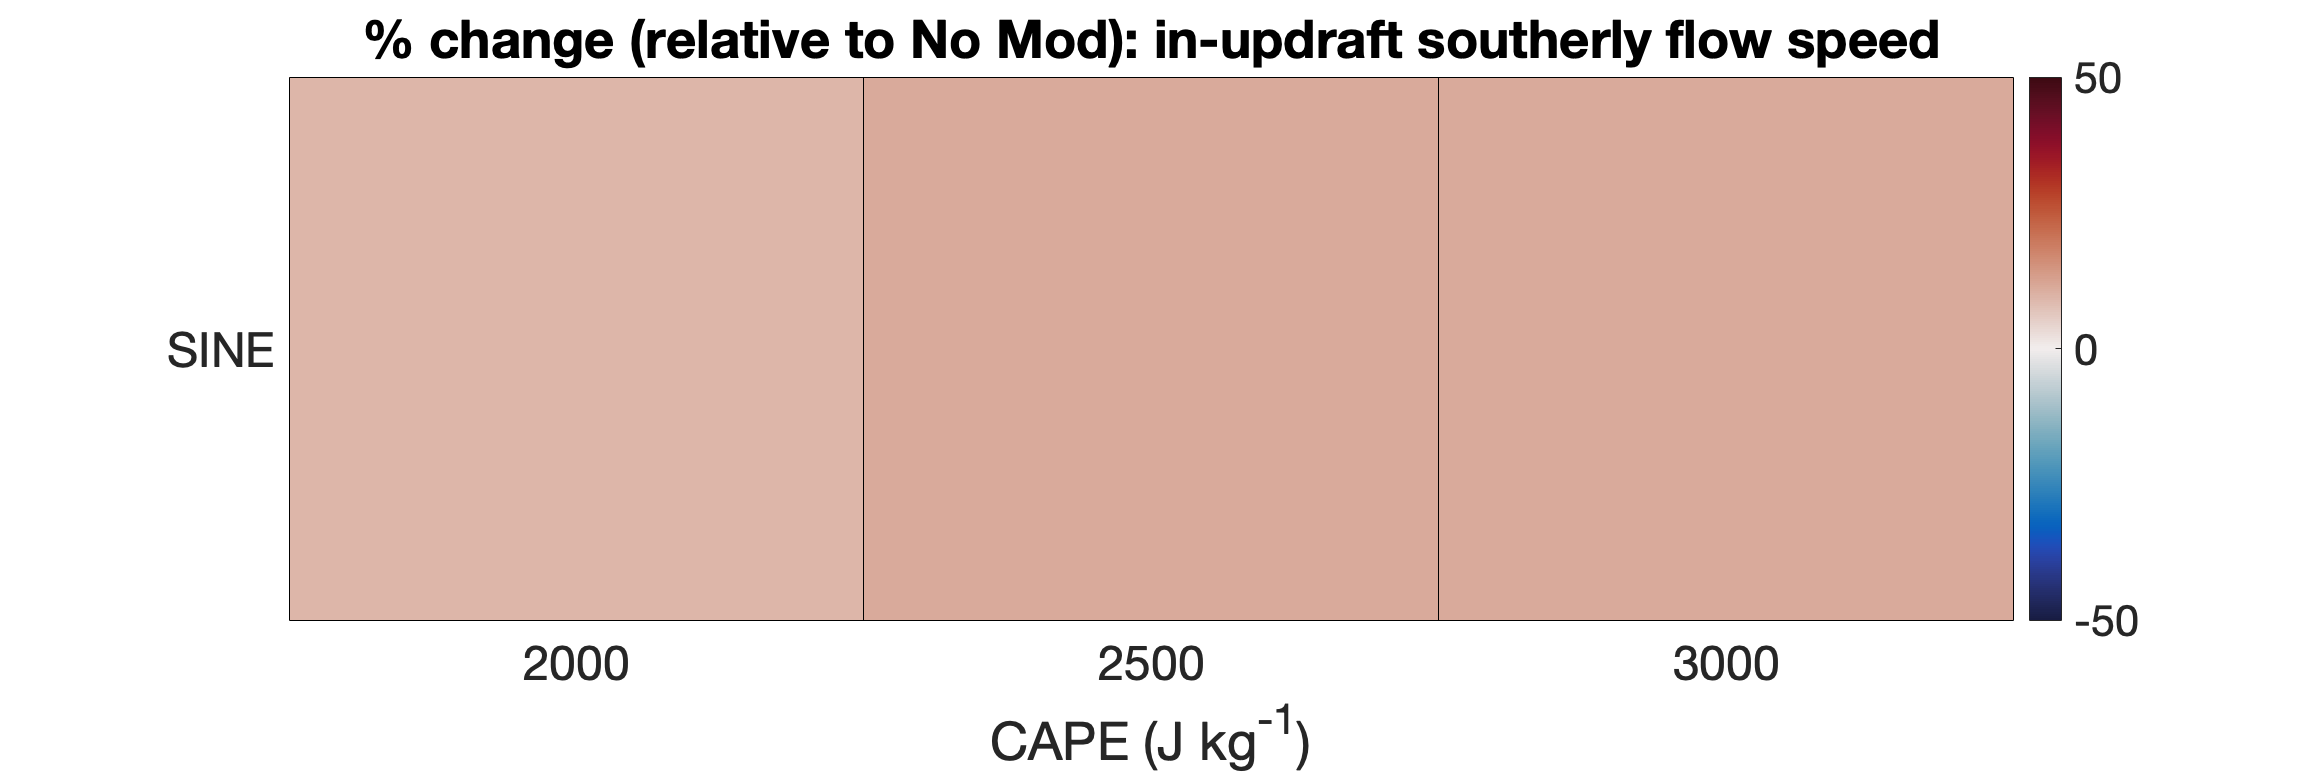 % change (relative to No Mod): in-updraft southerly flow speed
50
SINE
0
-50
2000 2500 3000
CAPE (J kg⁻¹)